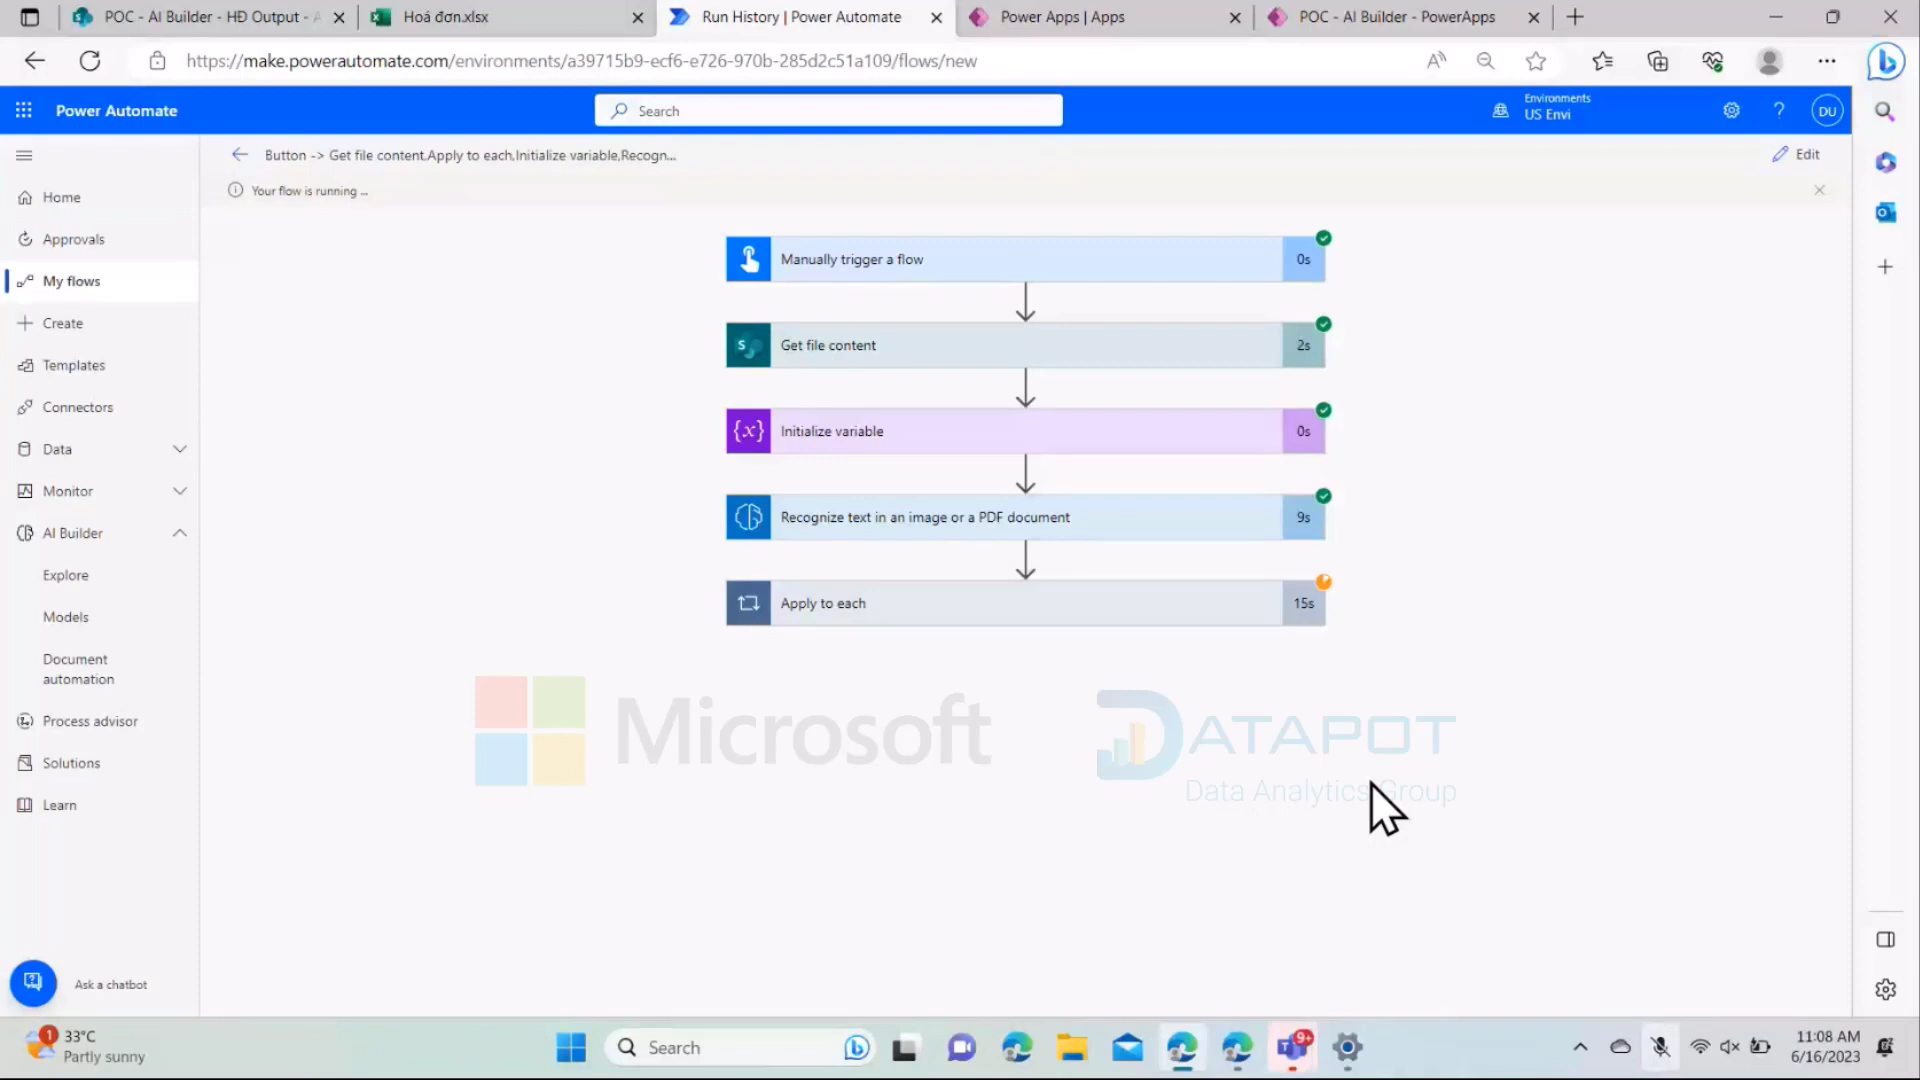 POC - AI Builder - HĐ Output - A
Hoá đơn.xlsx
Run History | Power Automate
Power Apps | Apps
POC - AI Builder - PowerApps
https://make.powerautomate.com/environments/a39715b9-ecf6-e726-970b-285d2c51a109/flows/new
Power Automate
Search
Environments
US Envi
DU
Button -> Get file content,Apply to each,Initialize variable,Recogn...
Edit
Your flow is running ...
Home
Approvals
My flows
Create
Templates
Connectors
Data
Monitor
AI Builder
Explore
Models
Document
automation
Process advisor
Solutions
Learn
Ask a chatbot
Manually trigger a flow
0s
Get file content
2s
Initialize variable
0s
Recognize text in an image or a PDF document
9s
Apply to each
15s
Microsoft
DATAPOT
Data Analytics Group
1
33°C
Partly sunny
Search
9+
11:08 AM
6/16/2023